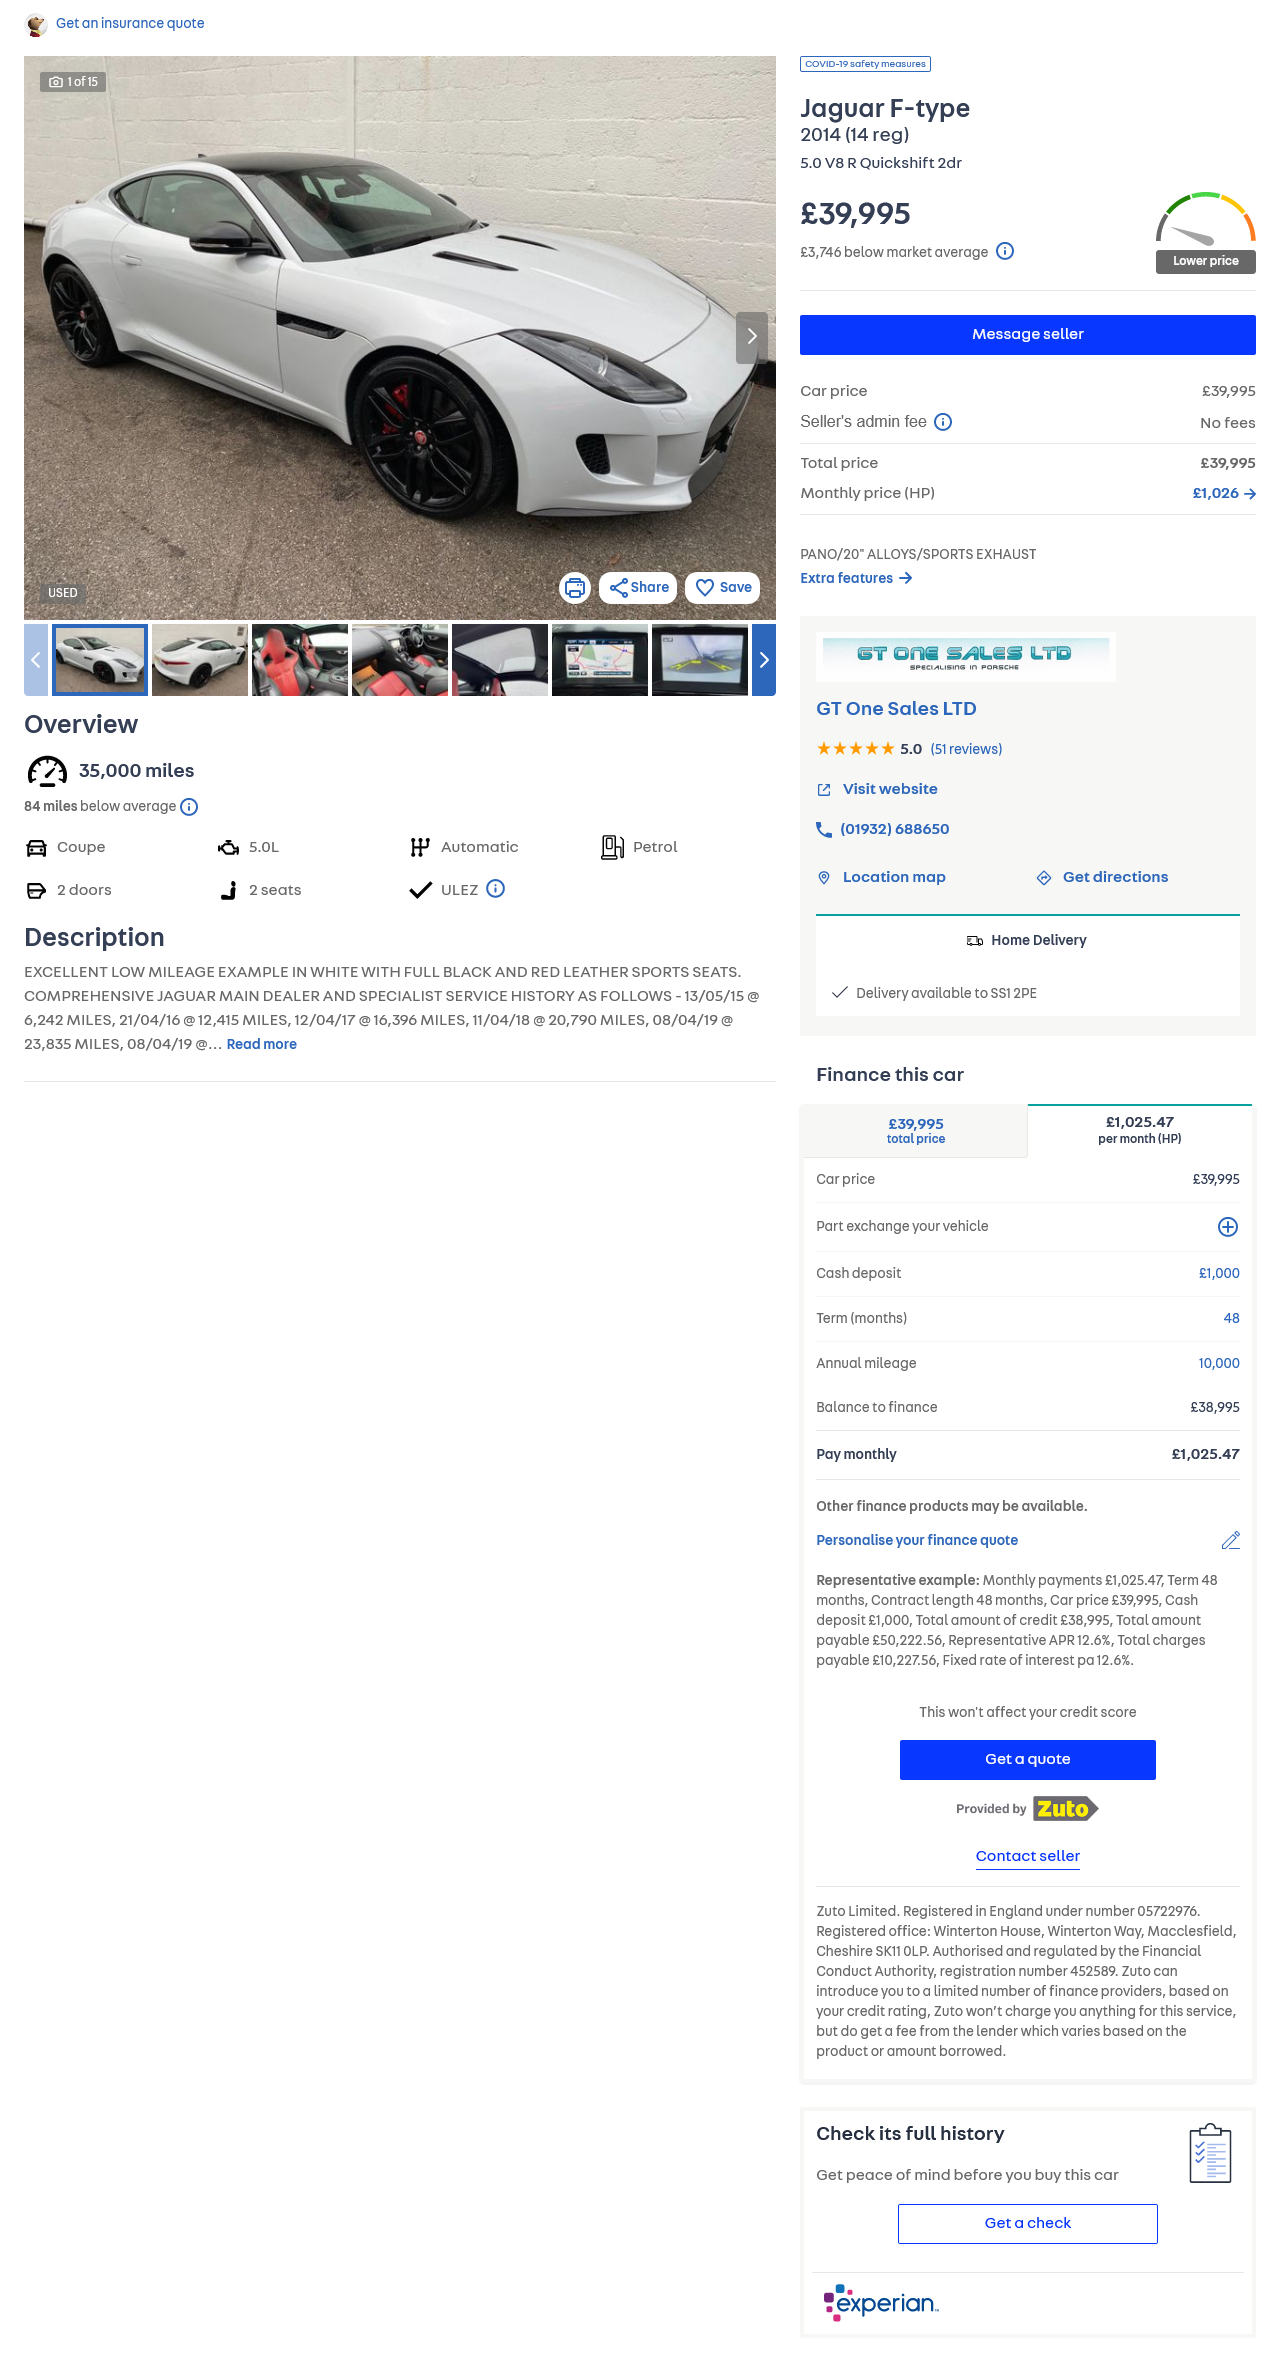 Get an insurance quote
1 of 15
USED
Share
Save
Overview
35,000 miles
84 miles below average
Coupe
5.0L
Automatic
Petrol
2 doors
2 seats
ULEZ
Description
EXCELLENT LOW MILEAGE EXAMPLE IN WHITE WITH FULL BLACK AND RED LEATHER SPORTS SEATS.
COMPREHENSIVE JAGUAR MAIN DEALER AND SPECIALIST SERVICE HISTORY AS FOLLOWS - 13/05/15 @
6,242 MILES, 21/04/16 @ 12,415 MILES, 12/04/17 @ 16,396 MILES, 11/04/18 @ 20,790 MILES, 08/04/19 @
23,835 MILES, 08/04/19 @... Read more
COVID-19 safety measures
Jaguar F-type
2014 (14 reg)
5.0 V8 R Quickshift 2dr
£39,995
£3,746 below market average
Lower price
Message seller
Car price £39,995
Seller's admin fee No fees
Total price £39,995
Monthly price (HP) £1,026
PANO/20" ALLOYS/SPORTS EXHAUST
Extra features
GT ONE SALES LTD
SPECIALISING IN PORSCHE
GT One Sales LTD
5.0 (51 reviews)
Visit website
(01932) 688650
Location map
Get directions
Home Delivery
Delivery available to SS1 2PE
Finance this car
£39,995
total price
£1,025.47
per month (HP)
Car price £39,995
Part exchange your vehicle
Cash deposit £1,000
Term (months) 48
Annual mileage 10,000
Balance to finance £38,995
Pay monthly £1,025.47
Other finance products may be available.
Personalise your finance quote
Representative example: Monthly payments £1,025.47, Term 48
months, Contract length 48 months, Car price £39,995, Cash
deposit £1,000, Total amount of credit £38,995, Total amount
payable £50,222.56, Representative APR 12.6%, Total charges
payable £10,227.56, Fixed rate of interest pa 12.6%.
This won't affect your credit score
Get a quote
Provided by Zuto
Contact seller
Zuto Limited. Registered in England under number 05722976.
Registered office: Winterton House, Winterton Way, Macclesfield,
Cheshire SK11 0LP. Authorised and regulated by the Financial
Conduct Authority, registration number 452589. Zuto can
introduce you to a limited number of finance providers, based on
your credit rating, Zuto won't charge you anything for this service,
but do get a fee from the lender which varies based on the
product or amount borrowed.
Check its full history
Get peace of mind before you buy this car
Get a check
experian